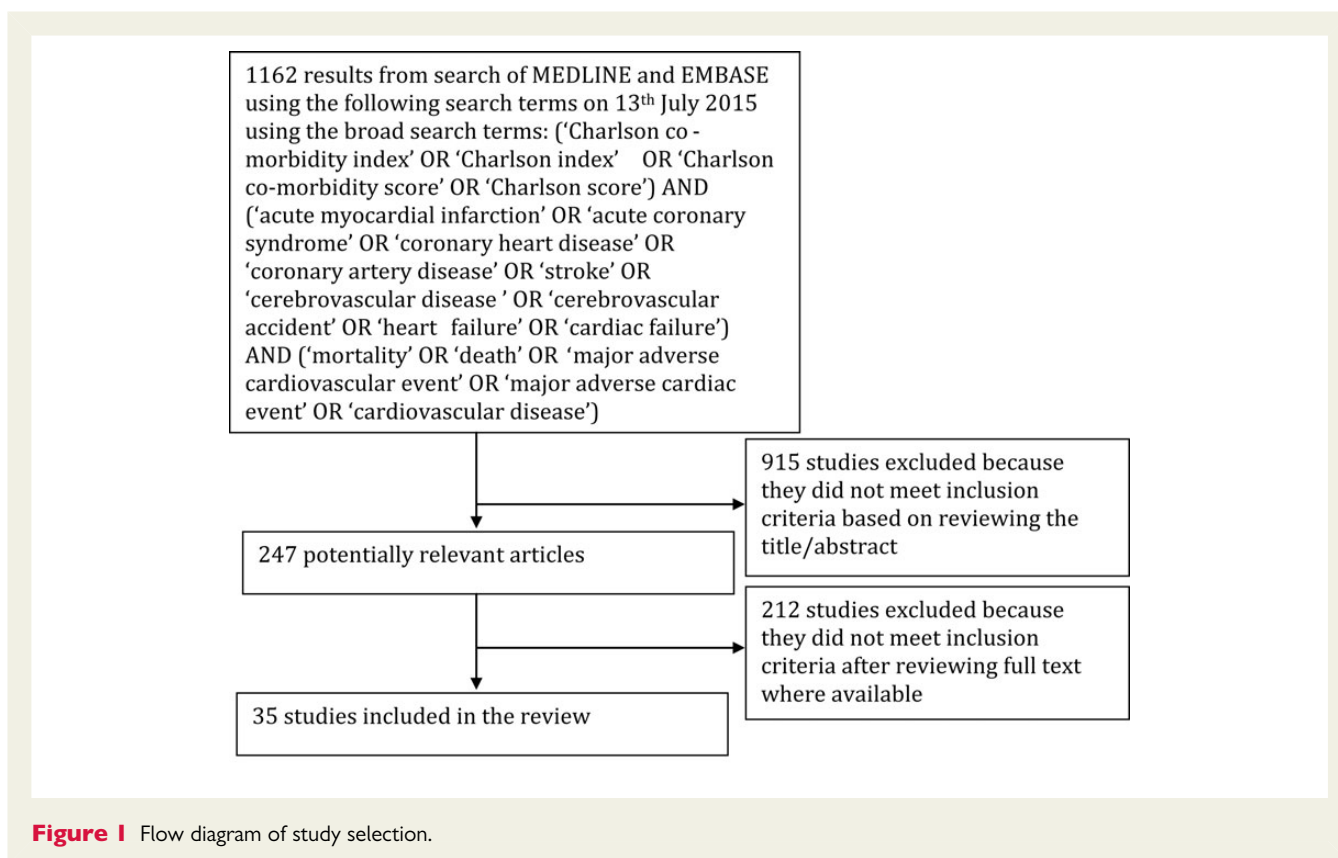 1162 results from search of MEDLINE and EMBASE
using the following search terms on 13th July 2015
using the broad search terms: (‘Charlson co -
morbidity index’ OR ‘Charlson index’ OR ‘Charlson
co-morbidity score’ OR ‘Charlson score’) AND
(‘acute myocardial infarction’ OR ‘acute coronary
syndrome’ OR ‘coronary heart disease’ OR
‘coronary artery disease’ OR ‘stroke’ OR
‘cerebrovascular disease ’ OR ‘cerebrovascular
accident’ OR ‘heart failure’ OR ‘cardiac failure’)
AND (‘mortality’ OR ‘death’ OR ‘major adverse
cardiovascular event’ OR ‘major adverse cardiac
event’ OR ‘cardiovascular disease’)
915 studies excluded because
they did not meet inclusion
criteria based on reviewing the
title/abstract
247 potentially relevant articles
212 studies excluded because
they did not meet inclusion
criteria after reviewing full text
where available
35 studies included in the review
Figure 1 Flow diagram of study selection.